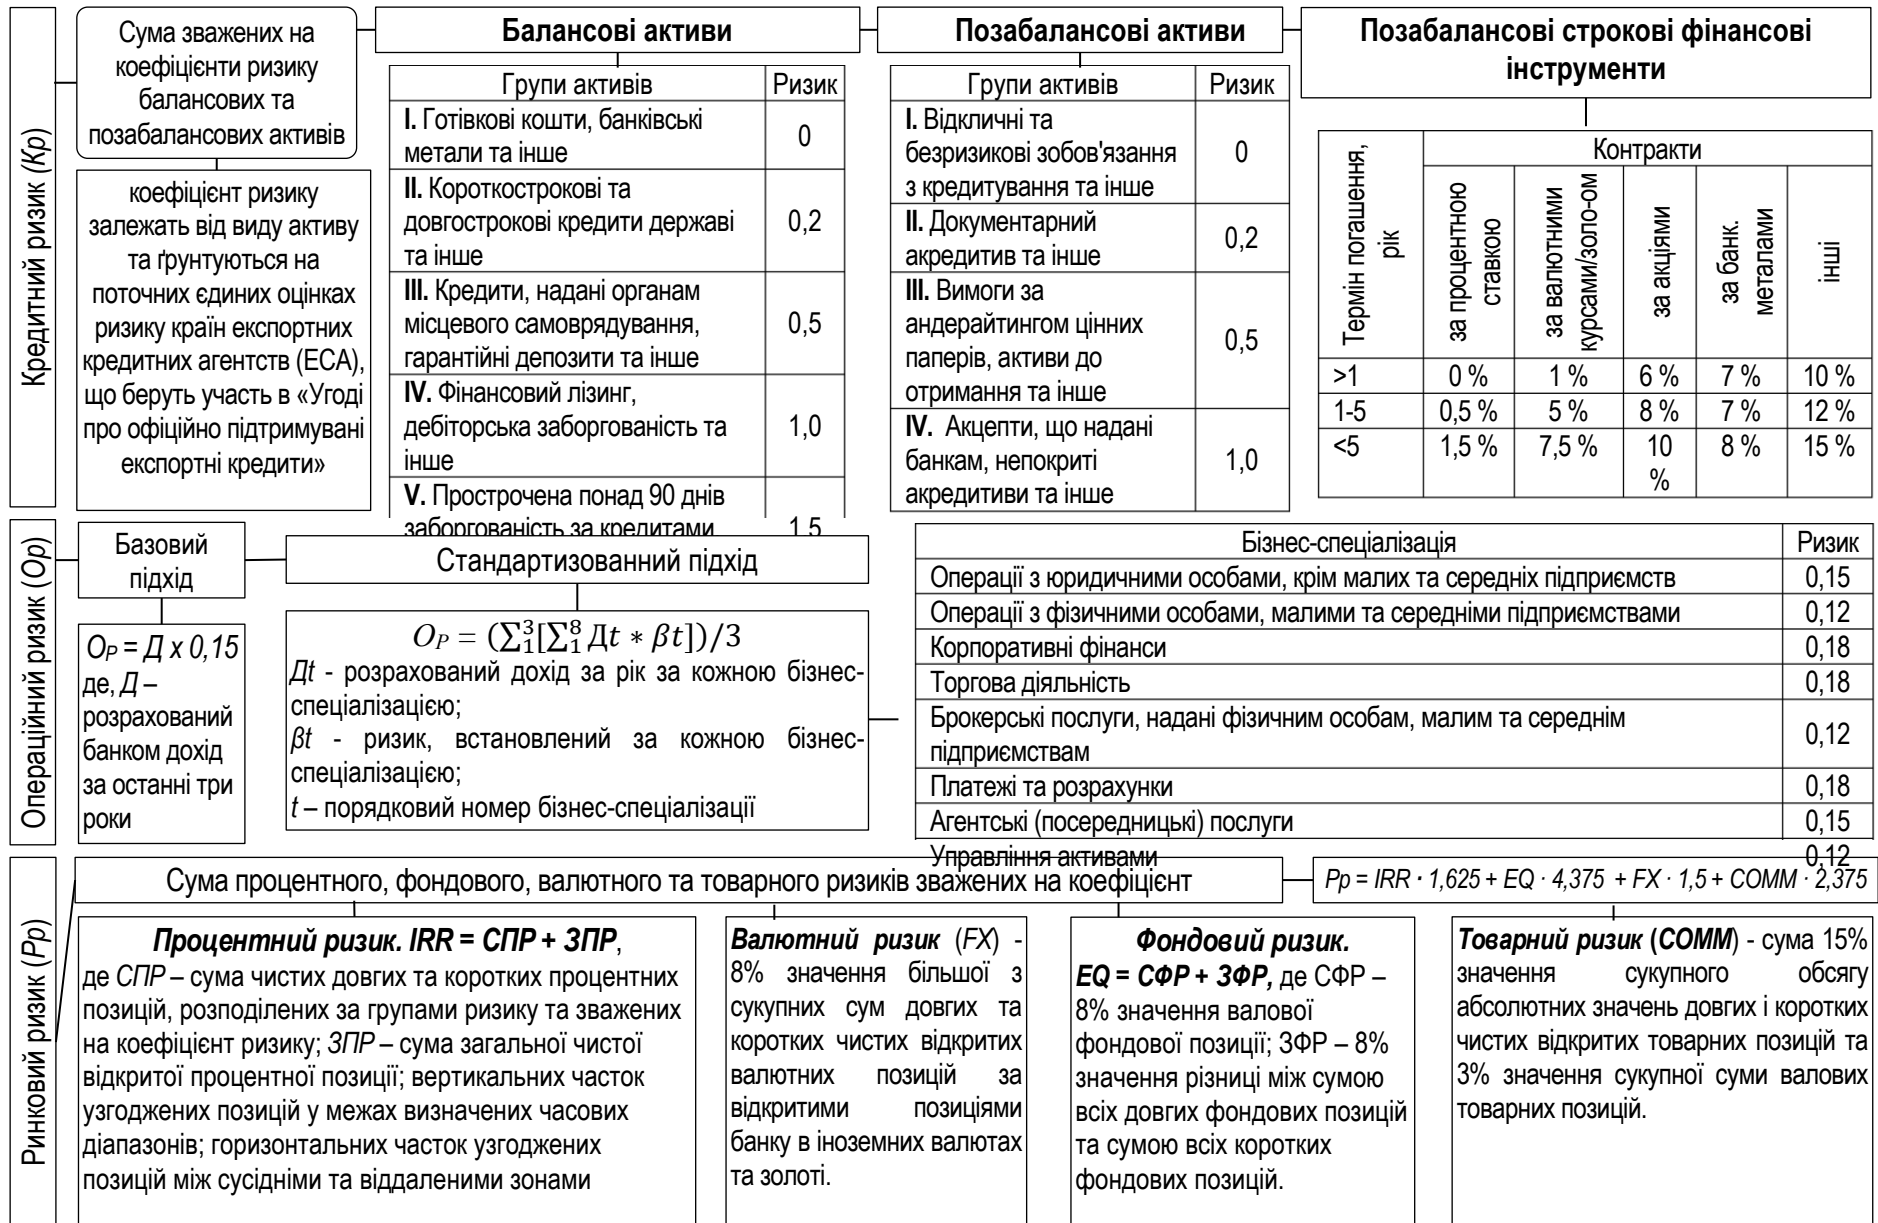 Кредитний ризик (Кр)
Сума зважених на
коефіцієнти ризику
балансових та
позабалансових активів
коефіцієнт ризику
залежать від виду активу
та ґрунтуються на
поточних єдиних оцінках
ризику країн експортних
кредитних агентств (ECA),
що беруть участь в «Угоді
про офіційно підтримувані
експортні кредити»
Балансові активи
Групи активів Ризик
I. Готівкові кошти, банківські
метали та інше 0
II. Короткострокові та
довгострокові кредити державі
та інше 0,2
III. Кредити, надані органам
місцевого самоврядування,
гарантійні депозити та інше 0,5
IV. Фінансовий лізинг,
дебіторська заборгованість та
інше 1,0
V. Прострочена понад 90 днів
заборгованість за кредитами 1,5
Позабалансові активи
Групи активів Ризик
I. Відкличні та
безризикові зобов'язання
з кредитування та інше 0
II. Документарний
акредитив та інше 0,2
III. Вимоги за
андерайтингом цінних
паперів, активи до
отримання та інше 0,5
IV. Акцепти, що надані
банкам, непокриті
акредитиви та інше 1,0
Позабалансові строкові фінансові
інструменти
Термін погашення,
рік
Контракти
за процентною
ставкою
за валютними
курсами/золо-ом
за акціями
за банк.
металами
інші
>1 0 % 1 % 6 % 7 % 10 %
1-5 0,5 % 5 % 8 % 7 % 12 %
<5 1,5 % 7,5 % 10 8 % 15 %
%
Операційний ризик (Ор)
Базовий
підхід
OP = Д х 0,15
де, Д –
розрахований
банком дохід
за останні три
роки
Стандартизованний підхід
OP = (∑₁³[∑₁⁸ Дt ∗ βt])/3
Дt - розрахований дохід за рік за кожною бізнес-
спеціалізацією;
βt - ризик, встановлений за кожною бізнес-
спеціалізацією;
t – порядковий номер бізнес-спеціалізації
Бізнес-спеціалізація Ризик
Операції з юридичними особами, крім малих та середніх підприємств 0,15
Операції з фізичними особами, малими та середніми підприємствами 0,12
Корпоративні фінанси 0,18
Торгова діяльність 0,18
Брокерські послуги, надані фізичним особам, малим та середнім
підприємствам 0,12
Платежі та розрахунки 0,18
Агентські (посередницькі) послуги 0,15
Управління активами 0,12
Ринковий ризик (Рр)
Сума процентного, фондового, валютного та товарного ризиків зважених на коефіцієнт
Рр = IRR · 1,625 + EQ · 4,375 + FX · 1,5 + COMM · 2,375
Процентний ризик. IRR = СПР + ЗПР,
де СПР – сума чистих довгих та коротких процентних
позицій, розподілених за групами ризику та зважених
на коефіцієнт ризику; ЗПР – сума загальної чистої
відкритої процентної позиції; вертикальних часток
узгоджених позицій у межах визначених часових
діапазонів; горизонтальних часток узгоджених
позицій між сусідніми та віддаленими зонами
Валютний ризик (FX) -
8% значення більшої з
сукупних сум довгих та
коротких чистих відкритих
валютних позицій за
відкритими позиціями
банку в іноземних валютах
та золоті.
Фондовий ризик.
EQ = СФР + ЗФР, де СФР –
8% значення валової
фондової позиції; ЗФР – 8%
значення різниці між сумою
всіх довгих фондових позицій
та сумою всіх коротких
фондових позицій.
Товарний ризик (COMM) - сума 15%
значення сукупного обсягу
абсолютних значень довгих і коротких
чистих відкритих товарних позицій та
3% значення сукупної суми валових
товарних позицій.